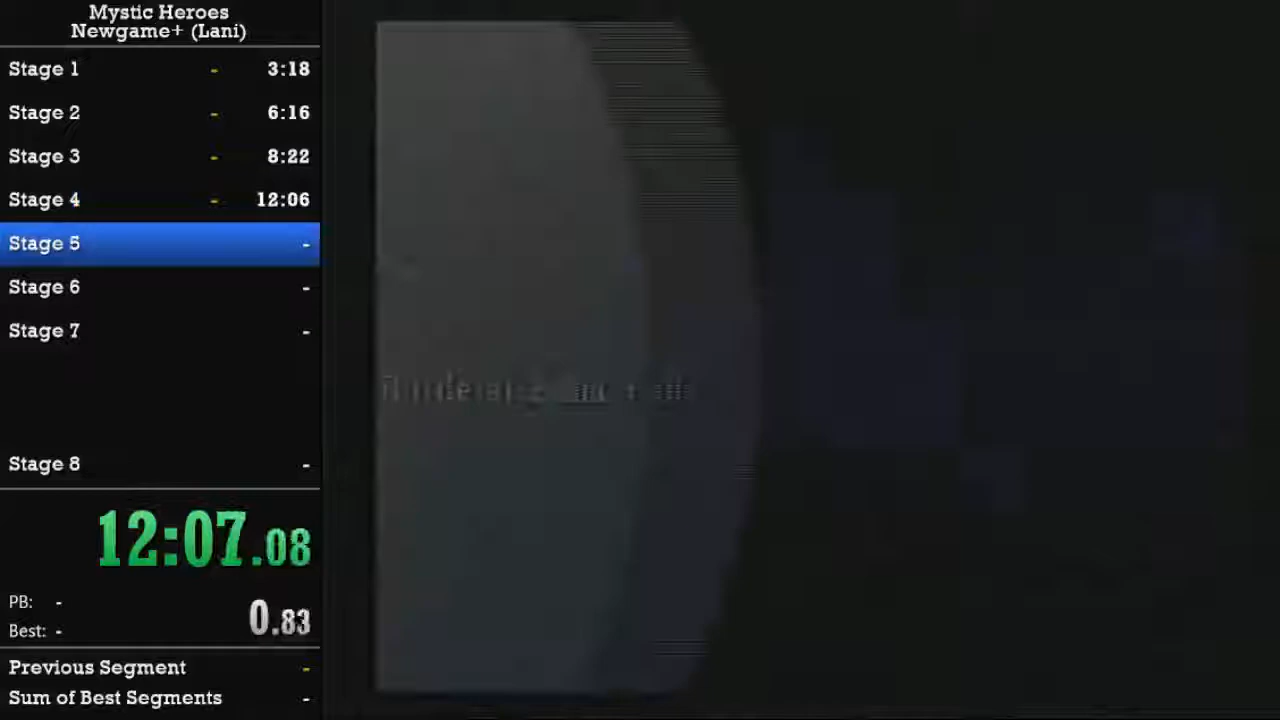 Mystic Heroes
Newgame+ (Lani)
Stage 1 - 3:18
Stage 2 - 6:16
Stage 3 - 8:22
Stage 4 - 12:06
Stage 5 -
Stage 6 -
Stage 7 -
Stage 8 -
12:07.08
PB: -
0.83
Best: -
Previous Segment -
Sum of Best Segments -